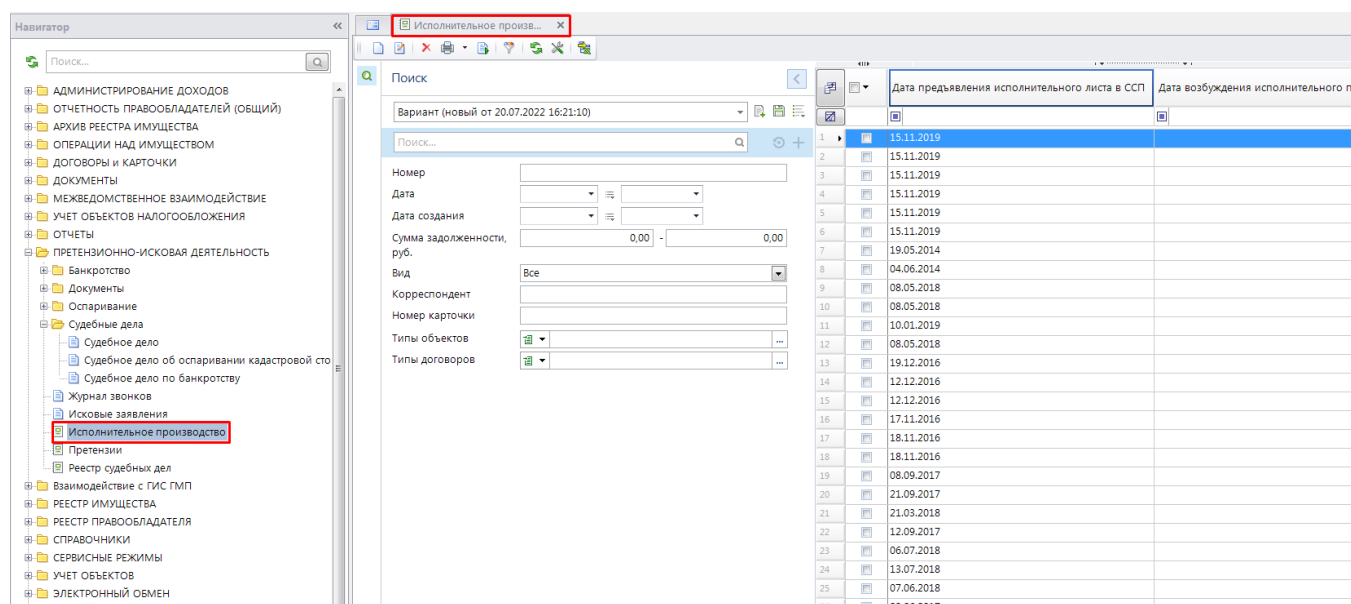 Навигатор
Исполнительное произв...
Поиск...
АДМИНИСТРИРОВАНИЕ ДОХОДОВ
ОТЧЕТНОСТЬ ПРАВООБЛАДАТЕЛЕЙ (ОБЩИЙ)
АРХИВ РЕЕСТРА ИМУЩЕСТВА
ОПЕРАЦИИ НАД ИМУЩЕСТВОМ
ДОГОВОРЫ и КАРТОЧКИ
ДОКУМЕНТЫ
МЕЖВЕДОМСТВЕННОЕ ВЗАИМОДЕЙСТВИЕ
УЧЕТ ОБЪЕКТОВ НАЛОГООБЛОЖЕНИЯ
ОТЧЕТЫ
ПРЕТЕНЗИОННО-ИСКОВАЯ ДЕЯТЕЛЬНОСТЬ
Банкротство
Документы
Оспаривание
Судебные дела
Судебное дело
Судебное дело об оспаривании кадастровой сто
Судебное дело по банкротству
Журнал звонков
Исковые заявления
Исполнительное производство
Претензии
Реестр судебных дел
Взаимодействие с ГИС ГМП
РЕЕСТР ИМУЩЕСТВА
РЕЕСТР ПРАВООБЛАДАТЕЛЯ
СПРАВОЧНИКИ
СЕРВИСНЫЕ РЕЖИМЫ
УЧЕТ ОБЪЕКТОВ
ЭЛЕКТРОННЫЙ ОБМЕН
Поиск
Вариант (новый от 20.07.2022 16:21:10)
Поиск...
Номер
Дата
Дата создания
Сумма задолженности, 0,00 - 0,00
руб.
Вид Все
Корреспондент
Номер карточки
Типы объектов
Типы договоров
Дата предъявления исполнительного листа в ССП Дата возбуждения исполнительного п
1 15.11.2019
2 15.11.2019
3 15.11.2019
4 15.11.2019
5 15.11.2019
6 15.11.2019
7 19.05.2014
8 04.06.2014
9 08.05.2018
10 08.05.2018
11 10.01.2019
12 08.05.2018
13 19.12.2016
14 12.12.2016
15 12.12.2016
16 17.11.2016
17 18.11.2016
18 18.11.2016
19 08.09.2017
20 21.09.2017
21 21.03.2018
22 12.09.2017
23 06.07.2018
24 13.07.2018
25 07.06.2018